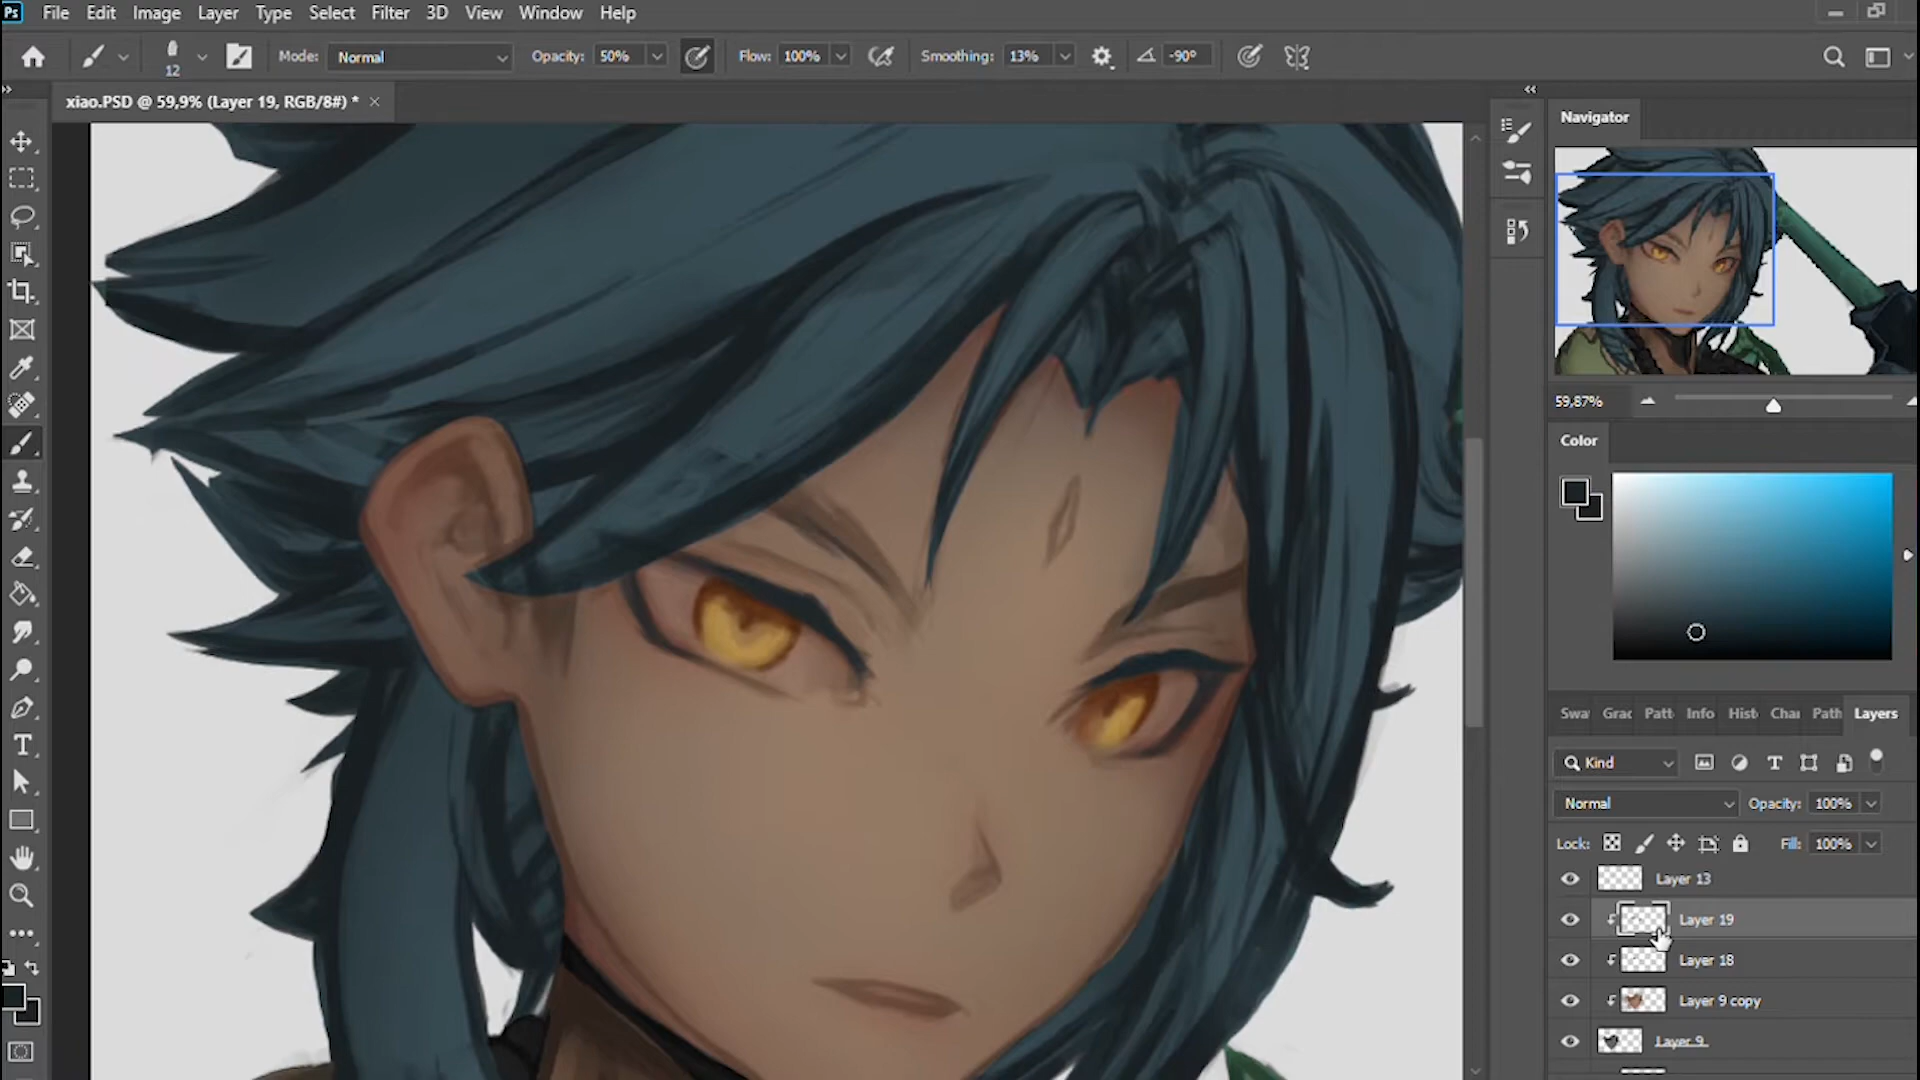 Ps File Edit Image Layer Type Select Filter 3D View Window Help
12 Mode: Normal Opacity: 50% Flow: 100% Smoothing: 13% -90°
xiao.PSD @ 59,9% (Layer 19, RGB/8#) *
Navigator
59,87%
Color
Swa Grac Patt Info Hist Cha Path Layers
Kind
Normal Opacity: 100%
Lock: Fill: 100%
Layer 13
Layer 19
Layer 18
Layer 9 copy
Layer 9